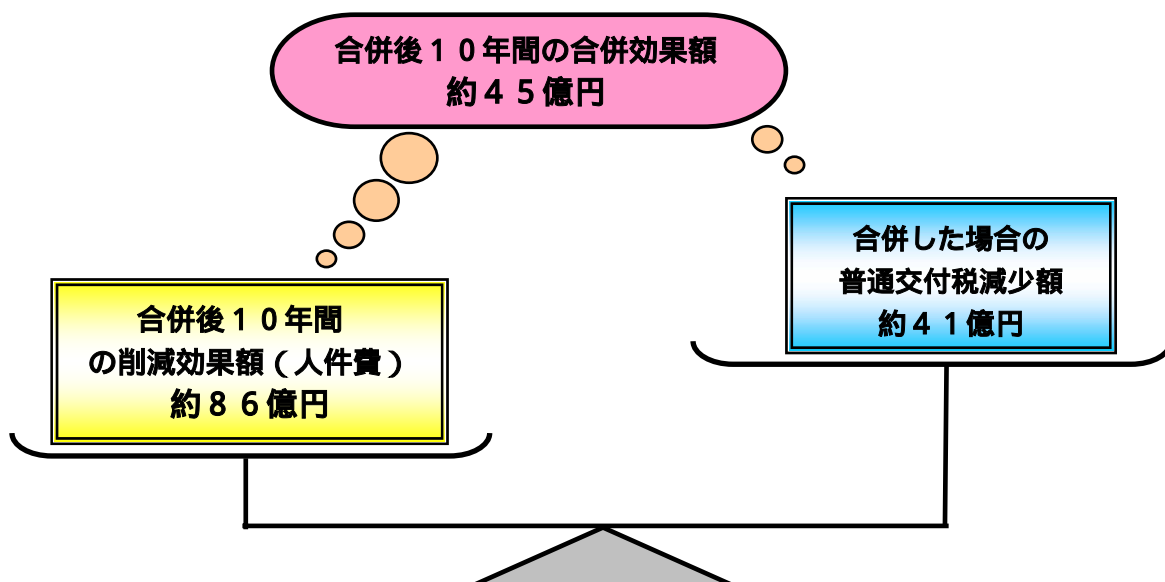 合併後１０年間の合併効果額
約４５億円
合併した場合の
普通交付税減少額
約４１億円
合併後１０年間
の削減効果額（人件費）
約８６億円